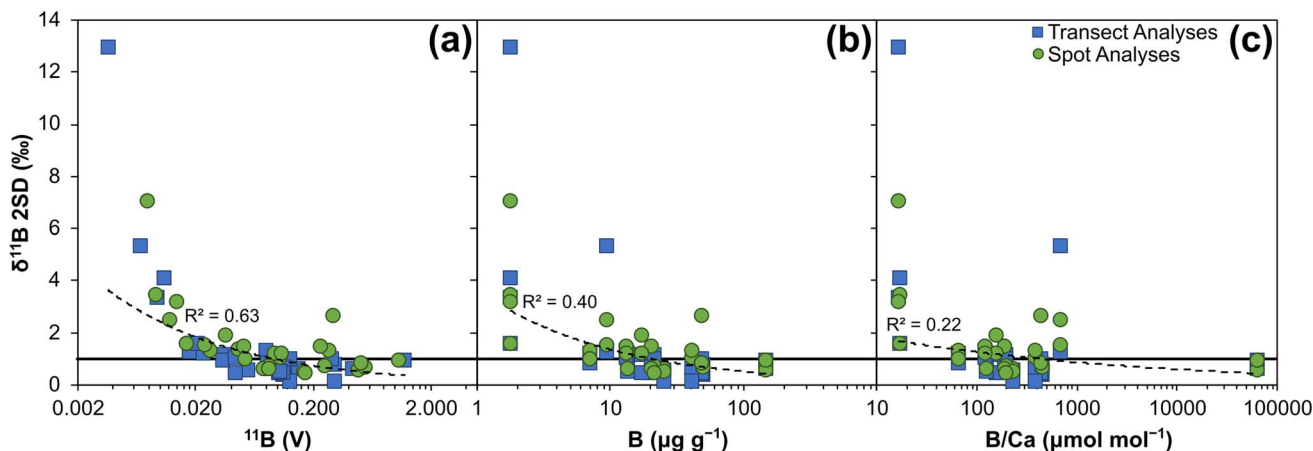 (a)
(b)
(c)
Transect Analyses
Spot Analyses
δ¹¹B 2SD (‰)
14
12
10
8
6
4
2
0
R² = 0.63
R² = 0.40
R² = 0.22
0.002 0.020 0.200 2.000
1 10 100
10 100 1000 10000 100000
¹¹B (V)
B (µg g⁻¹)
B/Ca (µmol mol⁻¹)